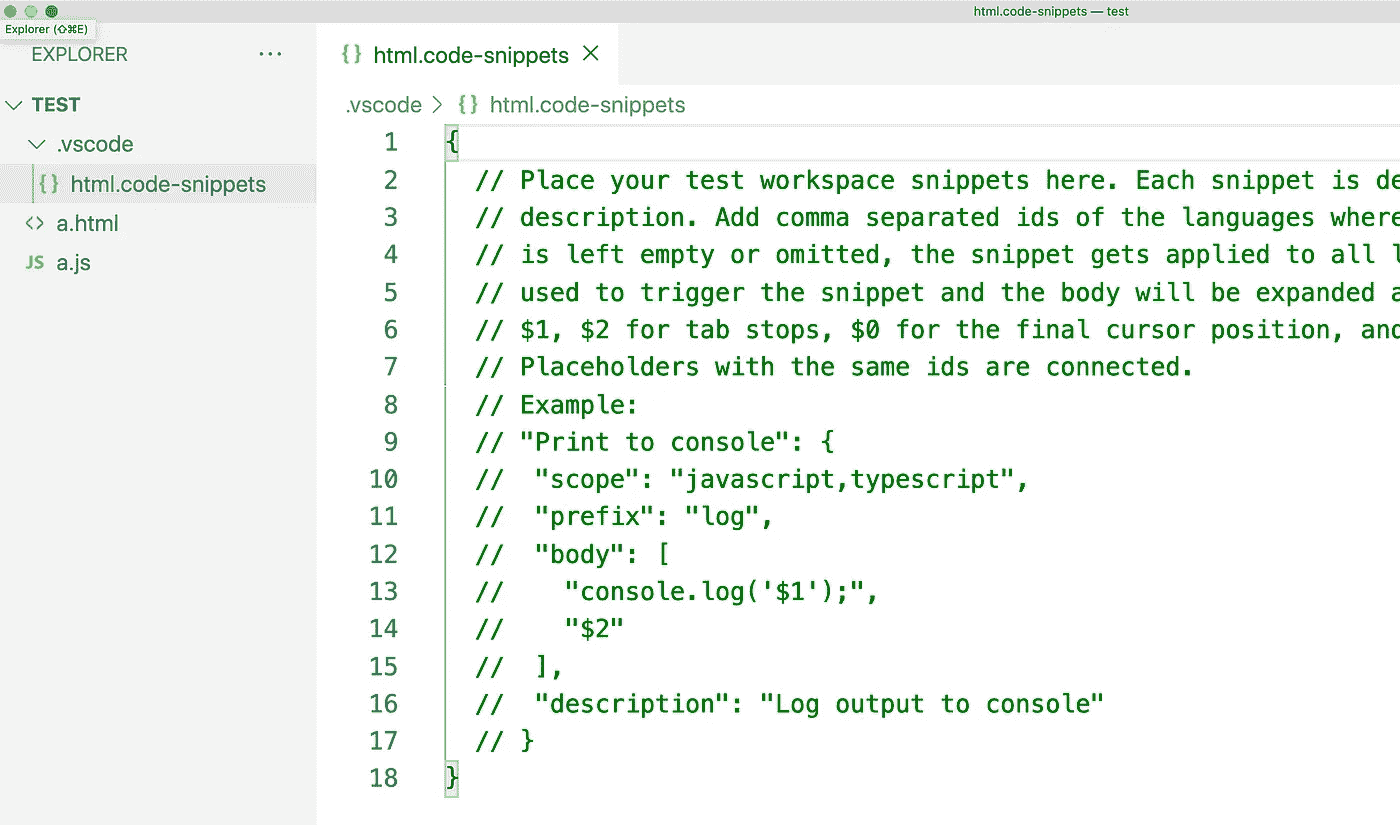 html.code-snippets — test
Explorer (⇧⌘E)
EXPLORER
TEST
.vscode
{} html.code-snippets
<> a.html
JS a.js
{} html.code-snippets
.vscode > {} html.code-snippets
1 {
2 // Place your test workspace snippets here. Each snippet is de
3 // description. Add comma separated ids of the languages where
4 // is left empty or omitted, the snippet gets applied to all l
5 // used to trigger the snippet and the body will be expanded a
6 // $1, $2 for tab stops, $0 for the final cursor position, and
7 // Placeholders with the same ids are connected.
8 // Example:
9 // "Print to console": {
10 //  "scope": "javascript,typescript",
11 //  "prefix": "log",
12 //  "body": [
13 //    "console.log('$1');",
14 //    "$2"
15 //  ],
16 //  "description": "Log output to console"
17 // }
18 }